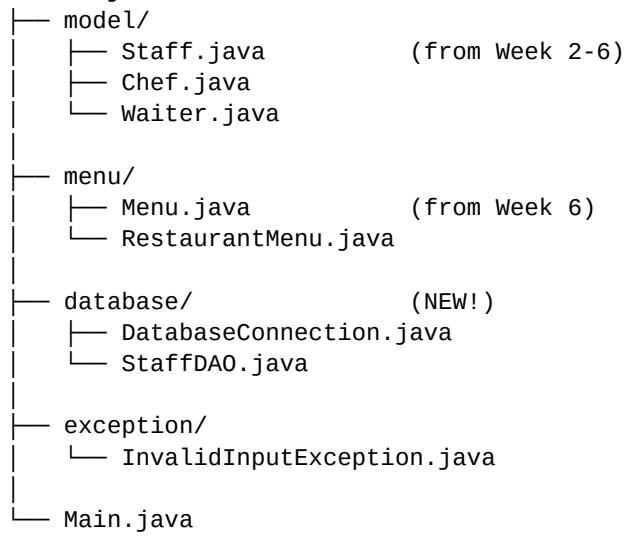 ├── model/
│   ├── Staff.java          (from Week 2-6)
│   ├── Chef.java
│   └── Waiter.java
│
├── menu/
│   ├── Menu.java           (from Week 6)
│   └── RestaurantMenu.java
│
├── database/               (NEW!)
│   ├── DatabaseConnection.java
│   └── StaffDAO.java
│
├── exception/
│   └── InvalidInputException.java
│
└── Main.java